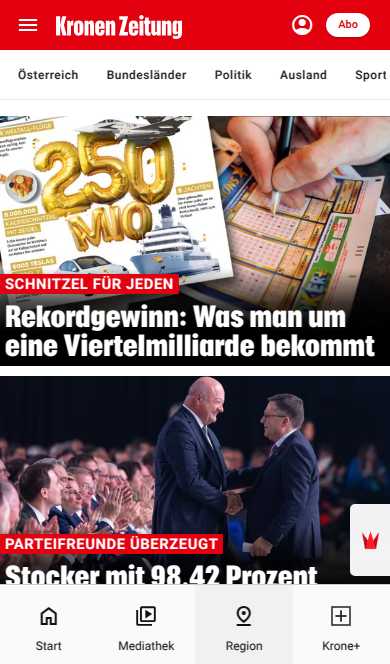 Kronen Zeitung
Abo
Österreich
Bundesländer
Politik
Ausland
Sport
250
MIO
SCHNITZEL FÜR JEDEN
Rekordgewinn: Was man um
eine Viertelmilliarde bekommt
PARTEIFREUNDE ÜBERZEUGT
Stocker mit 98,42 Prozent
Start
Mediathek
Region
Krone+